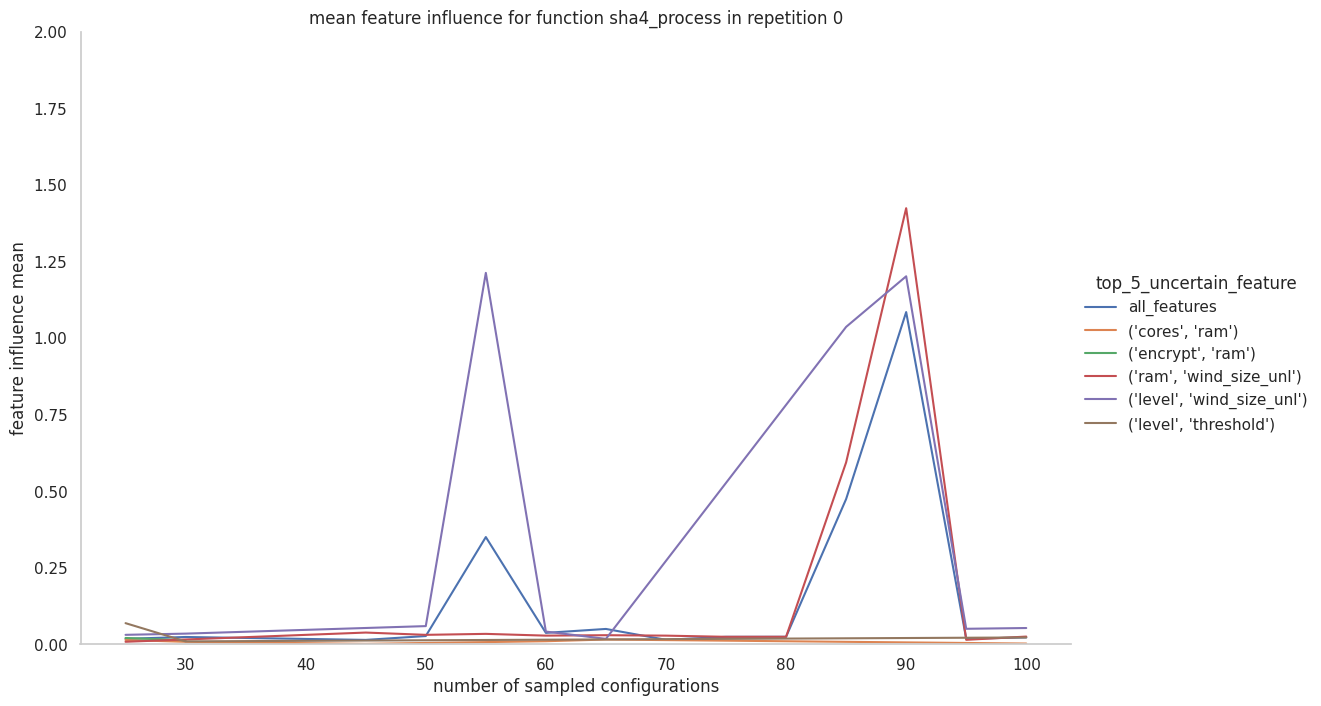 mean feature influence for function sha4_process in repetition 0
2.00
1.75
1.50
1.25
1.00
0.75
0.50
0.25
0.00
feature influence mean
30 40 50 60 70 80 90 100
number of sampled configurations
top_5_uncertain_feature
all_features
('cores', 'ram')
('encrypt', 'ram')
('ram', 'wind_size_unl')
('level', 'wind_size_unl')
('level', 'threshold')